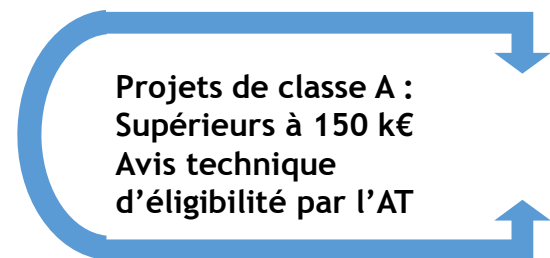 Projets de classe A :
Supérieurs à 150 k€
Avis technique
d’éligibilité par l’AT